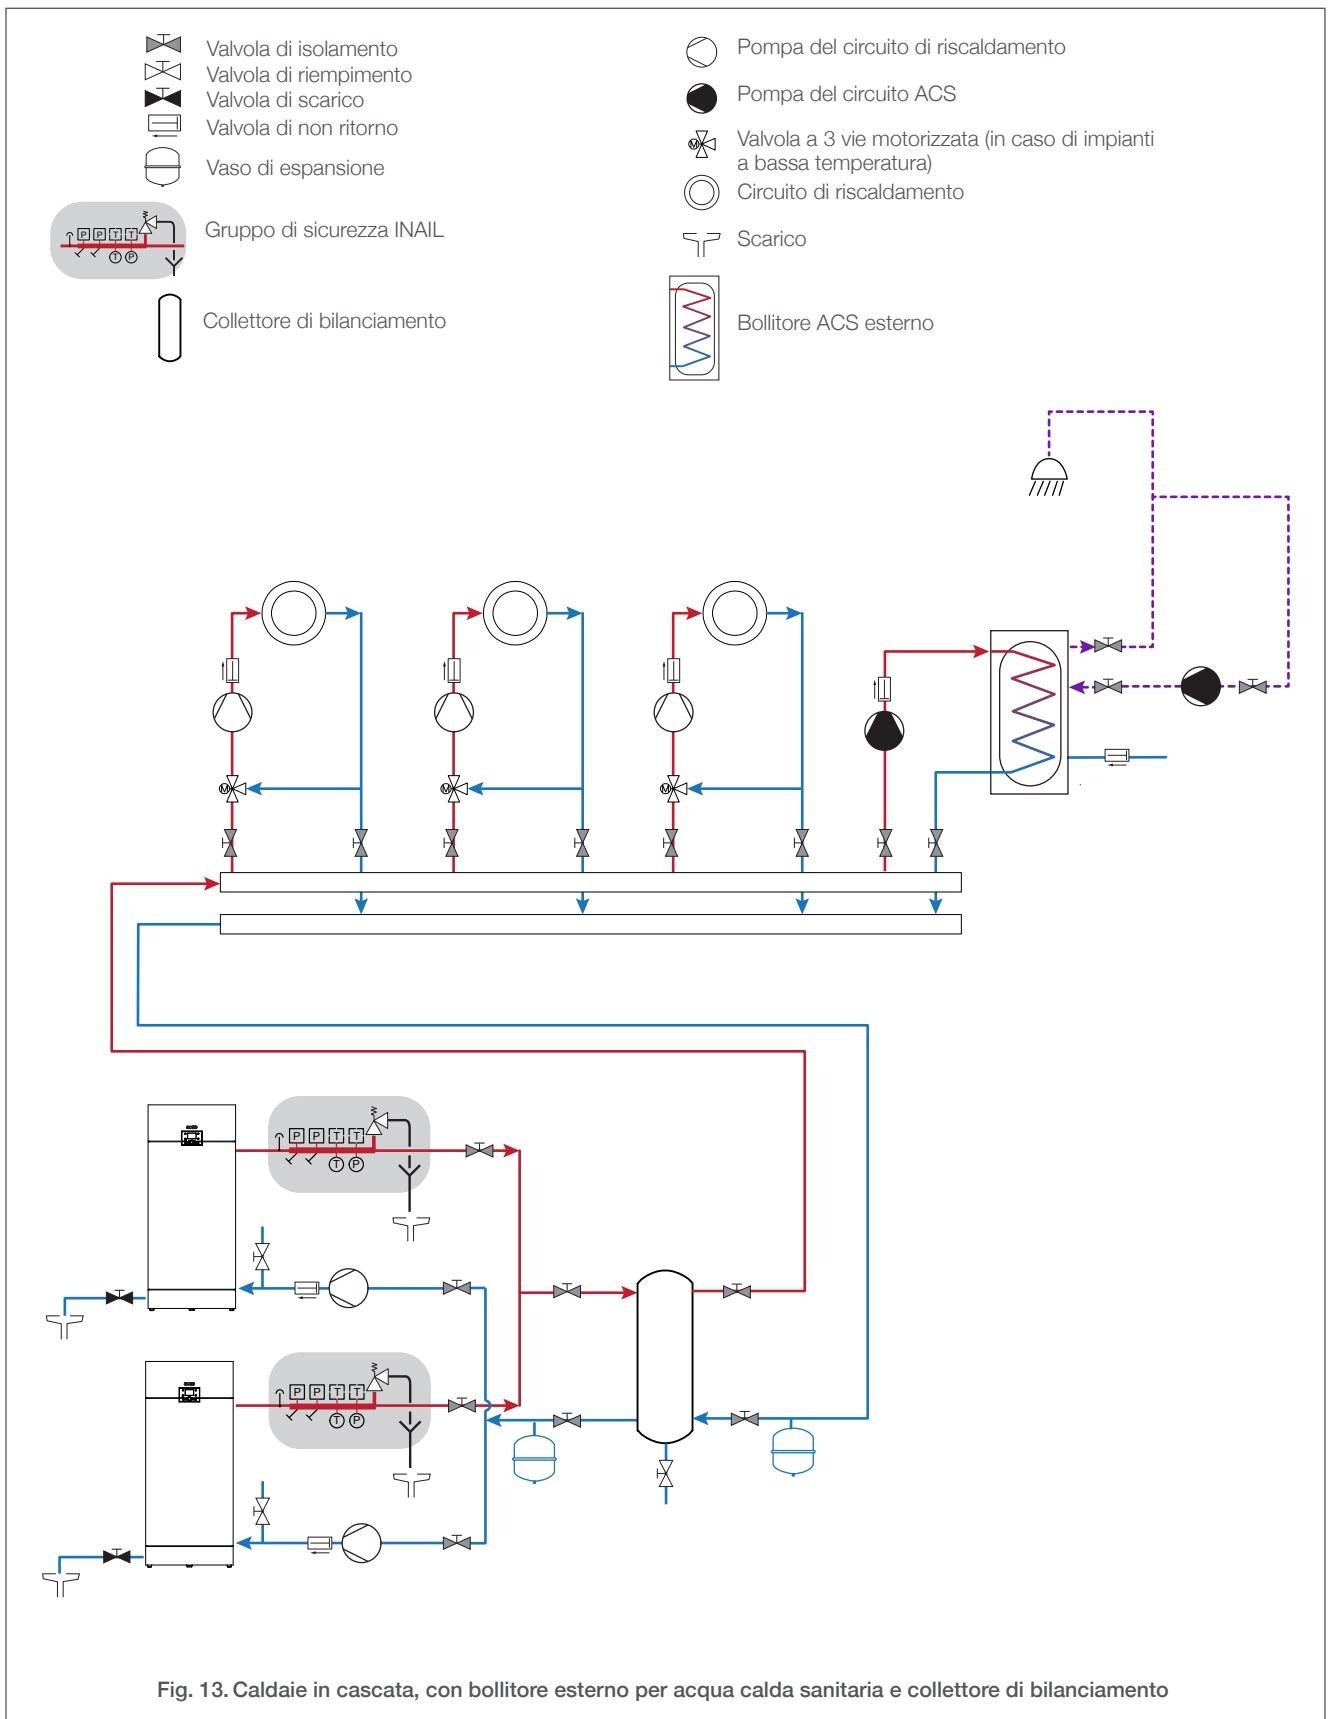 Valvola di isolamento
Valvola di riempimento
Valvola di scarico
Valvola di non ritorno
Vaso di espansione
P P T T
T P
Gruppo di sicurezza INAIL
Collettore di bilanciamento
Pompa del circuito di riscaldamento
Pompa del circuito ACS
M
Valvola a 3 vie motorizzata (in caso di impianti
a bassa temperatura)
Circuito di riscaldamento
Scarico
Bollitore ACS esterno
M
M
M
P P T T
T P
P P T T
T P
Fig. 13. Caldaie in cascata, con bollitore esterno per acqua calda sanitaria e collettore di bilanciamento